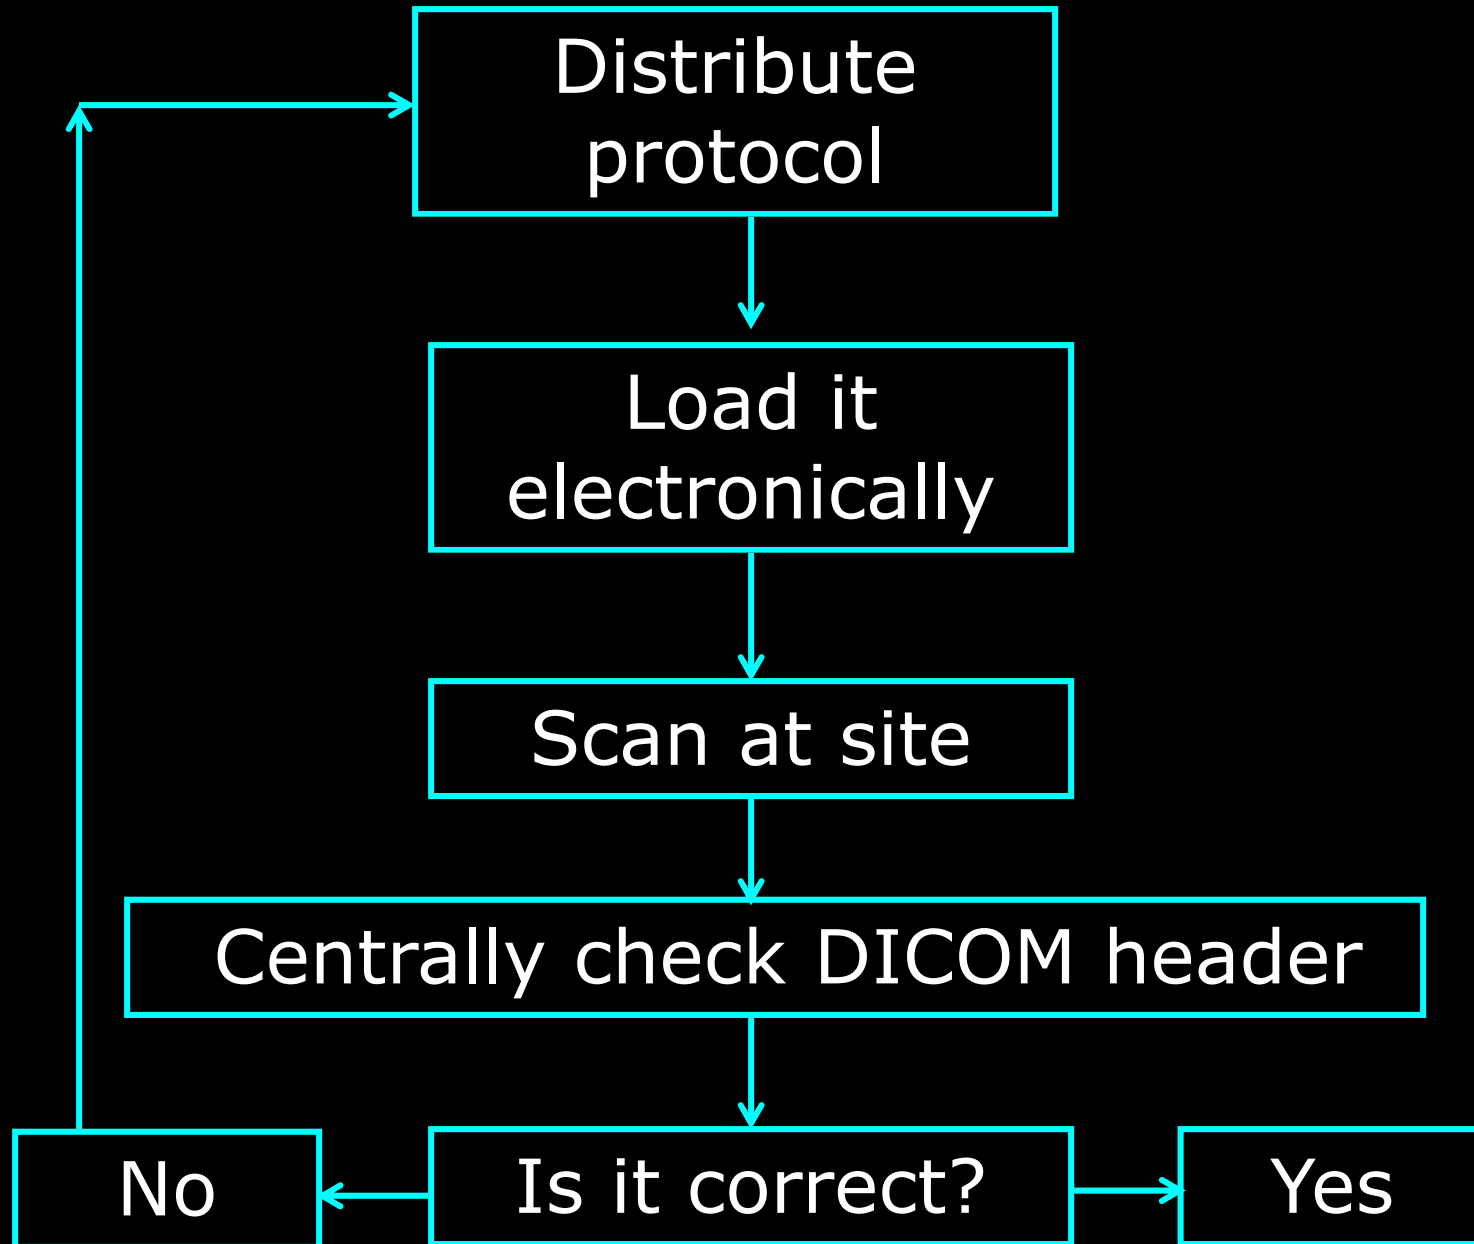 Distribute
protocol
Load it
electronically
Scan at site
Centrally check DICOM header
No
Is it correct?
Yes